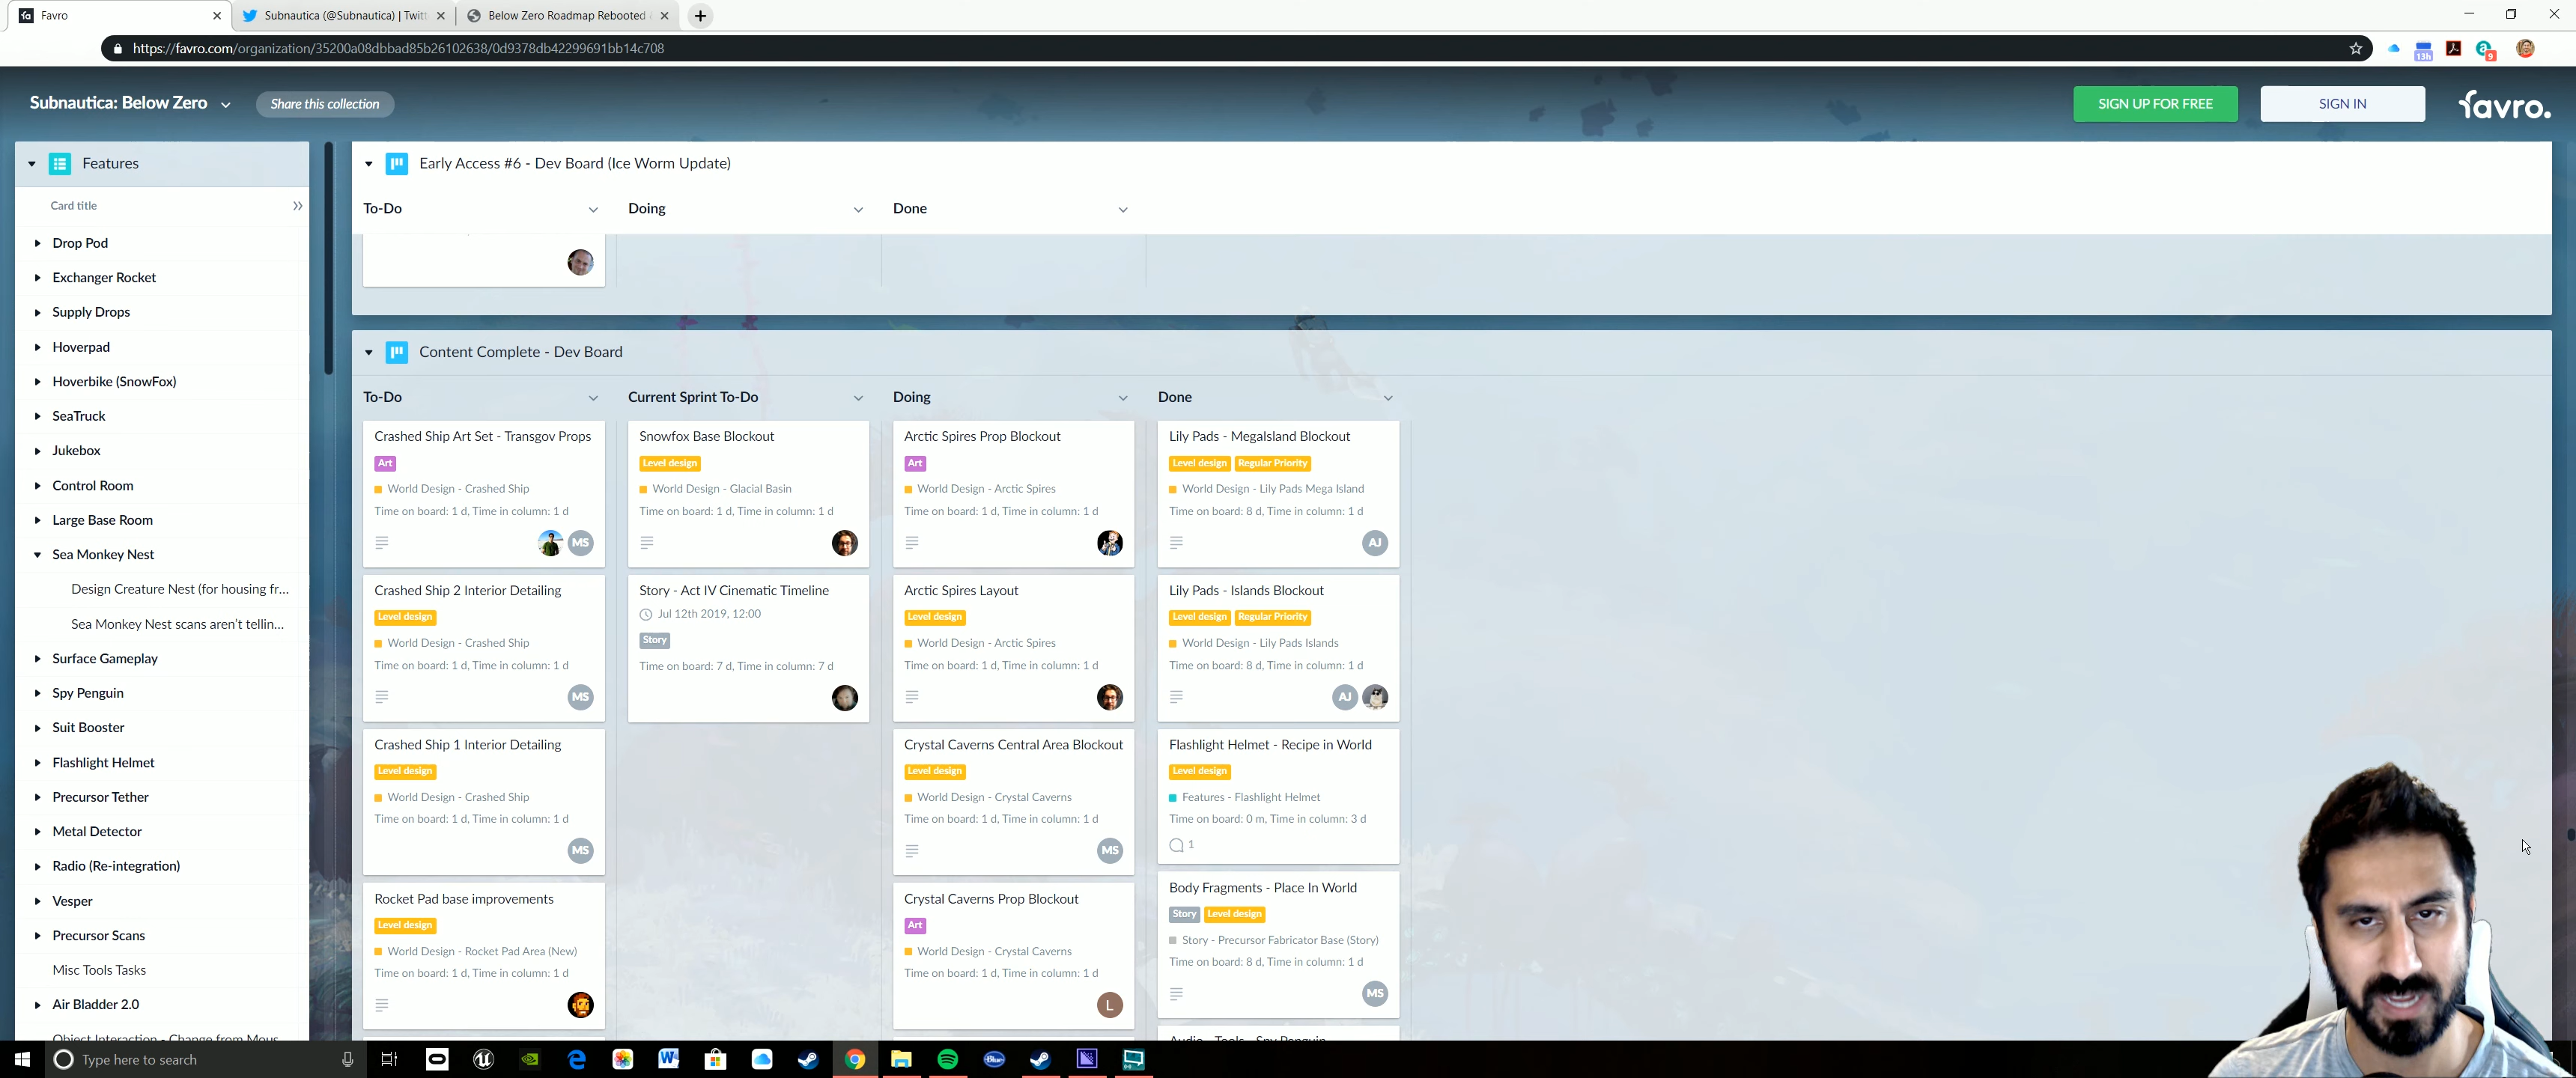 Favro
Subnautica (@Subnautica) | Twitt
Below Zero Roadmap Rebooted
https://favro.com/organization/35200a08dbbad85b26102638/0d9378db42299691bb14c708
13h
9
Subnautica: Below Zero
Share this collection
SIGN UP FOR FREE
SIGN IN
favro.
Features
Card title
Drop Pod
Exchanger Rocket
Supply Drops
Hoverpad
Hoverbike (SnowFox)
SeaTruck
Jukebox
Control Room
Large Base Room
Sea Monkey Nest
Design Creature Nest (for housing fr...
Sea Monkey Nest scans aren't tellin...
Surface Gameplay
Spy Penguin
Suit Booster
Flashlight Helmet
Precursor Tether
Metal Detector
Radio (Re-integration)
Vesper
Precursor Scans
Misc Tools Tasks
Air Bladder 2.0
Object Interaction - Change from Mous
Early Access #6 - Dev Board (Ice Worm Update)
To-Do
Doing
Done
Content Complete - Dev Board
To-Do
Current Sprint To-Do
Doing
Done
Crashed Ship Art Set - Transgov Props
Art
World Design - Crashed Ship
Time on board: 1 d, Time in column: 1 d
MS
Crashed Ship 2 Interior Detailing
Level design
World Design - Crashed Ship
Time on board: 1 d, Time in column: 1 d
MS
Crashed Ship 1 Interior Detailing
Level design
World Design - Crashed Ship
Time on board: 1 d, Time in column: 1 d
MS
Rocket Pad base improvements
Level design
World Design - Rocket Pad Area (New)
Time on board: 1 d, Time in column: 1 d
Snowfox Base Blockout
Level design
World Design - Glacial Basin
Time on board: 1 d, Time in column: 1 d
Story - Act IV Cinematic Timeline
Jul 12th 2019, 12:00
Story
Time on board: 7 d, Time in column: 7 d
Arctic Spires Prop Blockout
Art
World Design - Arctic Spires
Time on board: 1 d, Time in column: 1 d
Arctic Spires Layout
Level design
World Design - Arctic Spires
Time on board: 1 d, Time in column: 1 d
Crystal Caverns Central Area Blockout
Level design
World Design - Crystal Caverns
Time on board: 1 d, Time in column: 1 d
MS
Crystal Caverns Prop Blockout
Art
World Design - Crystal Caverns
Time on board: 1 d, Time in column: 1 d
L
Lily Pads - MegaIsland Blockout
Level design Regular Priority
World Design - Lily Pads Mega Island
Time on board: 8 d, Time in column: 1 d
AJ
Lily Pads - Islands Blockout
Level design Regular Priority
World Design - Lily Pads Islands
Time on board: 8 d, Time in column: 1 d
AJ
Flashlight Helmet - Recipe in World
Level design
Features - Flashlight Helmet
Time on board: 0 m, Time in column: 3 d
1
Body Fragments - Place In World
Story Level design
Story - Precursor Fabricator Base (Story)
Time on board: 8 d, Time in column: 1 d
MS
Audio - Tools - Spy Penguin
Type here to search
Blue